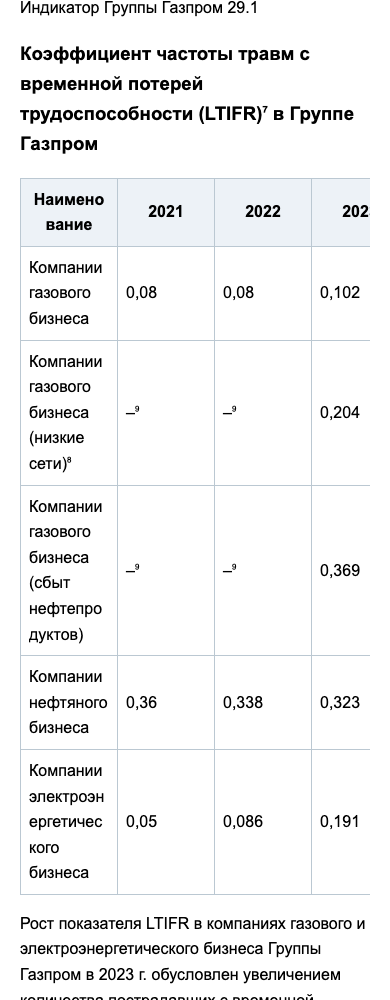 Индикатор Группы Газпром 29.1
Коэффициент частоты травм с
временной потерей
трудоспособности (LTIFR)⁷ в Группе
Газпром
Наимено
вание
2021
2022
202
Компании
газового
бизнеса
0,08
0,08
0,102
Компании
газового
бизнеса
(низкие
сети)⁸
–⁹
–⁹
0,204
Компании
газового
бизнеса
(сбыт
нефтепро
дуктов)
–⁹
–⁹
0,369
Компании
нефтяного
бизнеса
0,36
0,338
0,323
Компании
электроэн
ергетичес
кого
бизнеса
0,05
0,086
0,191
Рост показателя LTIFR в компаниях газового и
электроэнергетического бизнеса Группы
Газпром в 2023 г. обусловлен увеличением
количества пострадавших с временной